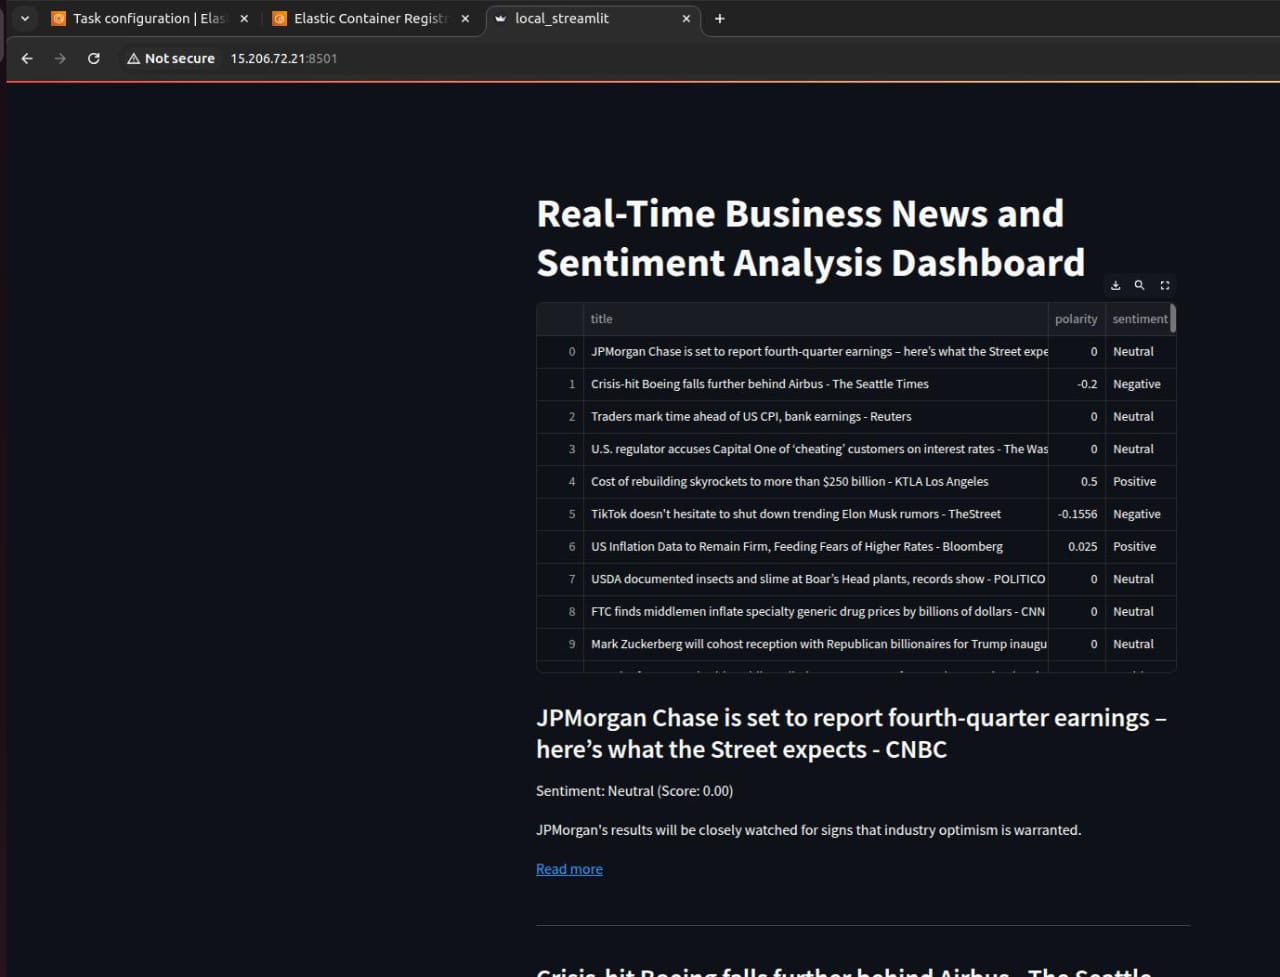 Task configuration | Elas
Elastic Container Registr
local_streamlit
Not secure
15.206.72.21:8501
Real-Time Business News and
Sentiment Analysis Dashboard
title polarity sentiment
0 JPMorgan Chase is set to report fourth-quarter earnings – here’s what the Street expe 0 Neutral
1 Crisis-hit Boeing falls further behind Airbus - The Seattle Times -0.2 Negative
2 Traders mark time ahead of US CPI, bank earnings - Reuters 0 Neutral
3 U.S. regulator accuses Capital One of ‘cheating’ customers on interest rates - The Was 0 Neutral
4 Cost of rebuilding skyrockets to more than $250 billion - KTLA Los Angeles 0.5 Positive
5 TikTok doesn't hesitate to shut down trending Elon Musk rumors - TheStreet -0.1556 Negative
6 US Inflation Data to Remain Firm, Feeding Fears of Higher Rates - Bloomberg 0.025 Positive
7 USDA documented insects and slime at Boar’s Head plants, records show - POLITICO 0 Neutral
8 FTC finds middlemen inflate specialty generic drug prices by billions of dollars - CNN 0 Neutral
9 Mark Zuckerberg will cohost reception with Republican billionaires for Trump inaugu 0 Neutral
JPMorgan Chase is set to report fourth-quarter earnings –
here’s what the Street expects - CNBC
Sentiment: Neutral (Score: 0.00)
JPMorgan's results will be closely watched for signs that industry optimism is warranted.
Read more
Crisis-hit Boeing falls further behind Airbus - The Seattle